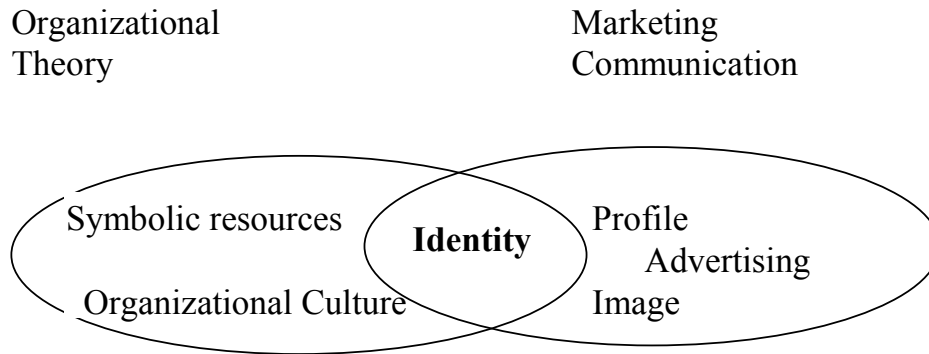 Organizational
Theory
Marketing
Communication
Symbolic resources
Identity
Profile
Advertising
Organizational Culture
Image